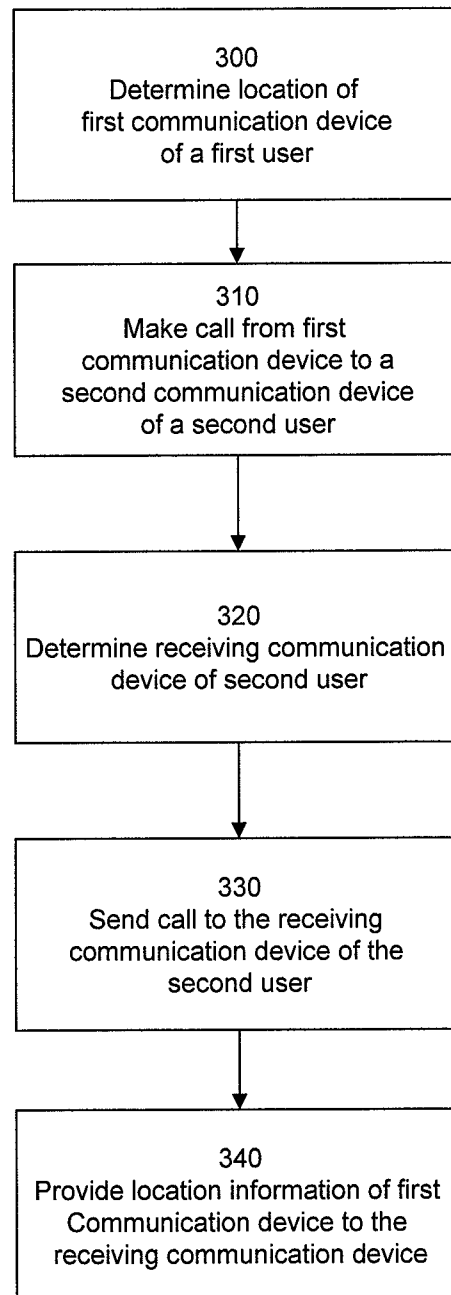 300
Determine location of
first communication device
of a first user
310
Make call from first
communication device to a
second communication device
of a second user
320
Determine receiving communication
device of second user
330
Send call to the receiving
communication device of the
second user
340
Provide location information of first
Communication device to the
receiving communication device